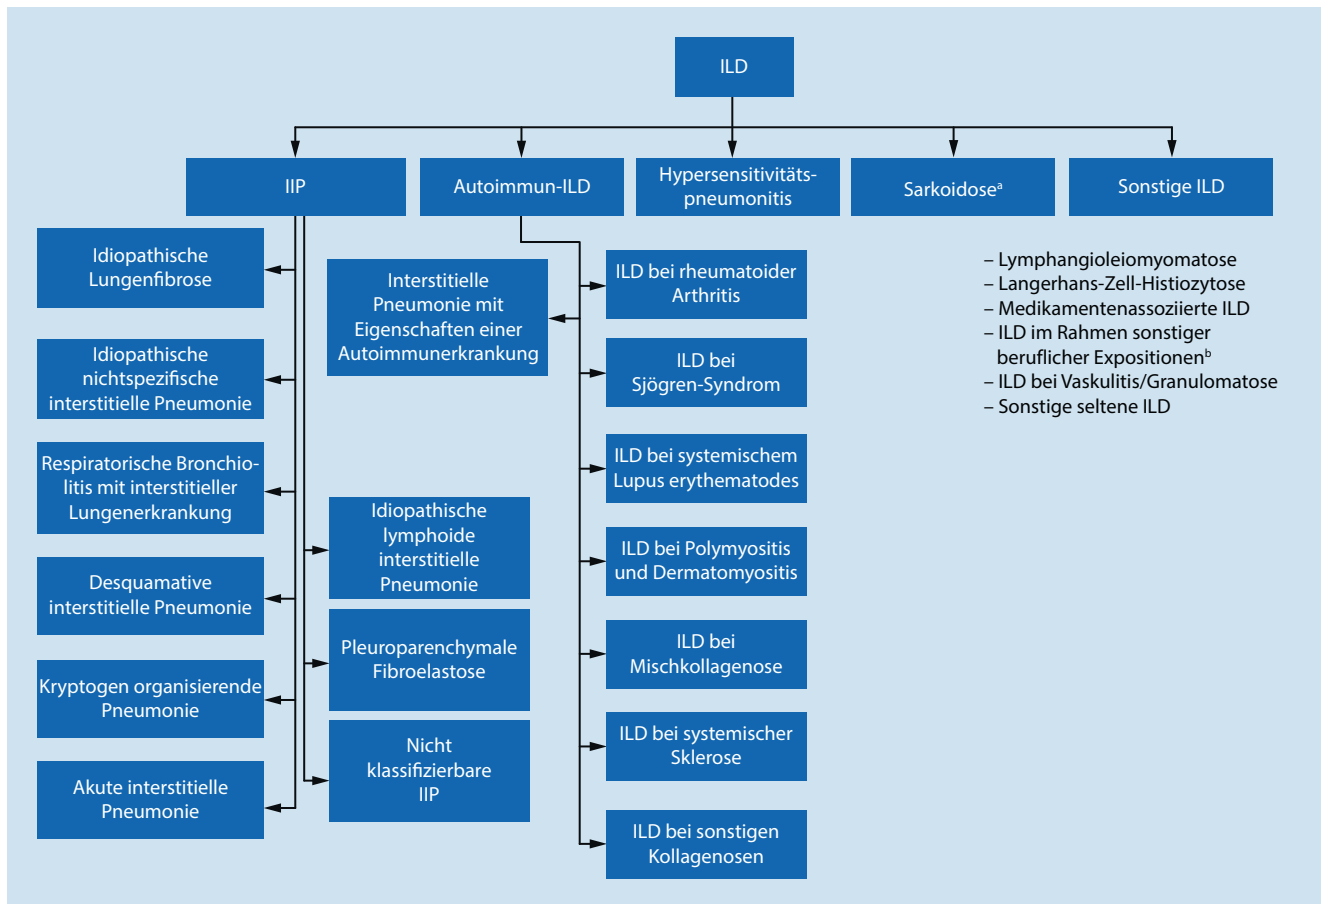 ILD
IIP
Autoimmun-ILD
Hypersensitivitäts-
pneumonitis
Sarkoidoseᵃ
Sonstige ILD
Idiopathische
Lungenfibrose
Idiopathische
nichtspezifische
interstitielle Pneumonie
Respiratorische Bronchio-
litis mit interstitieller
Lungenerkrankung
Desquamative
interstitielle Pneumonie
Kryptogen organisierende
Pneumonie
Akute interstitielle
Pneumonie
Idiopathische
lymphoide
interstitielle
Pneumonie
Pleuroparenchymale
Fibroelastose
Nicht
klassifizierbare
IIP
Interstitielle
Pneumonie mit
Eigenschaften einer
Autoimmunerkrankung
ILD bei rheumatoider
Arthritis
ILD bei
Sjögren-Syndrom
ILD bei systemischem
Lupus erythematodes
ILD bei Polymyositis
und Dermatomyositis
ILD bei
Mischkollagenose
ILD bei systemischer
Sklerose
ILD bei sonstigen
Kollagenosen
– Lymphangioleiomyomatose
– Langerhans-Zell-Histiozytose
– Medikamentenassoziierte ILD
– ILD im Rahmen sonstiger
beruflicher Expositionenᵇ
– ILD bei Vaskulitis/Granulomatose
– Sonstige seltene ILD